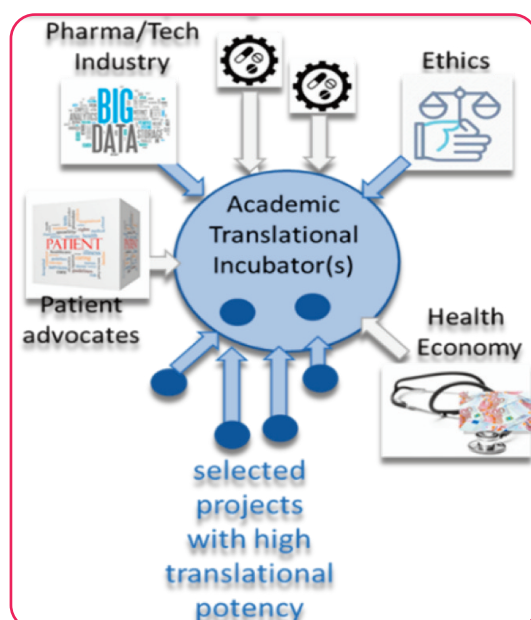 Pharma/Tech
Industry
BIG
DATA
Ethics
Academic
Translational
Incubator(s)
PATIENT
Patient
advocates
Health
Economy
selected
projects
with high
translational
potency